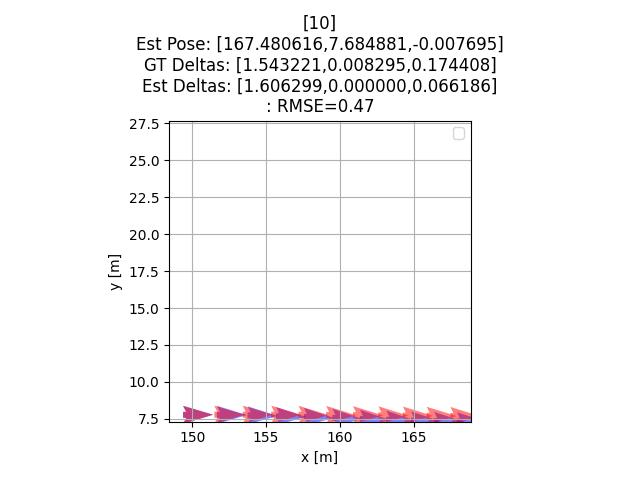 [10]
Est Pose: [167.480616,7.684881,-0.007695]
GT Deltas: [1.543221,0.008295,0.174408]
Est Deltas: [1.606299,0.000000,0.066186]
: RMSE=0.47
27.5
25.0
22.5
20.0
17.5
15.0
12.5
10.0
7.5
y [m]
150 155 160 165
x [m]